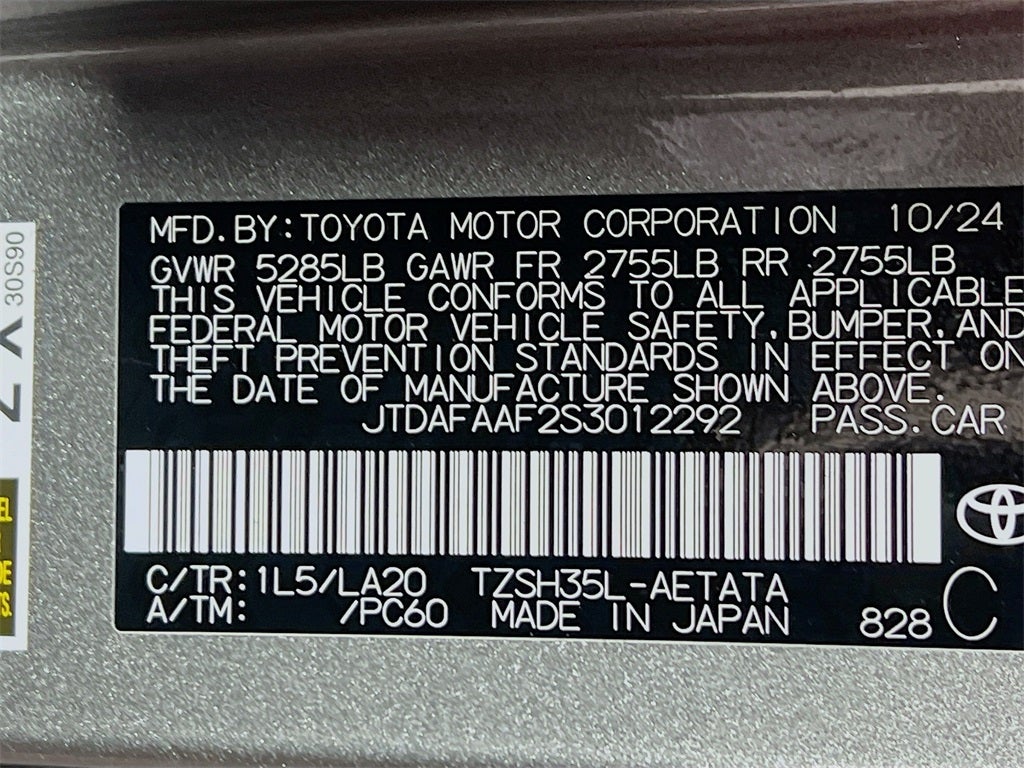 MFD.BY:TOYOTA MOTOR CORPORATION 10/24
GVWR 5285LB GAWR FR 2755LB RR 2755LB
THIS VEHICLE CONFORMS TO ALL APPLICABLE
FEDERAL MOTOR VEHICLE SAFETY,BUMPER,AND
THEFT PREVENTION STANDARDS IN EFFECT ON
THE DATE OF MANUFACTURE SHOWN ABOVE.
JTDAFAAF2S3012292 PASS.CAR
C/TR:1L5/LA20 TZSH35L-AETATA
A/TM: /PC60 MADE IN JAPAN 828 C
30S90